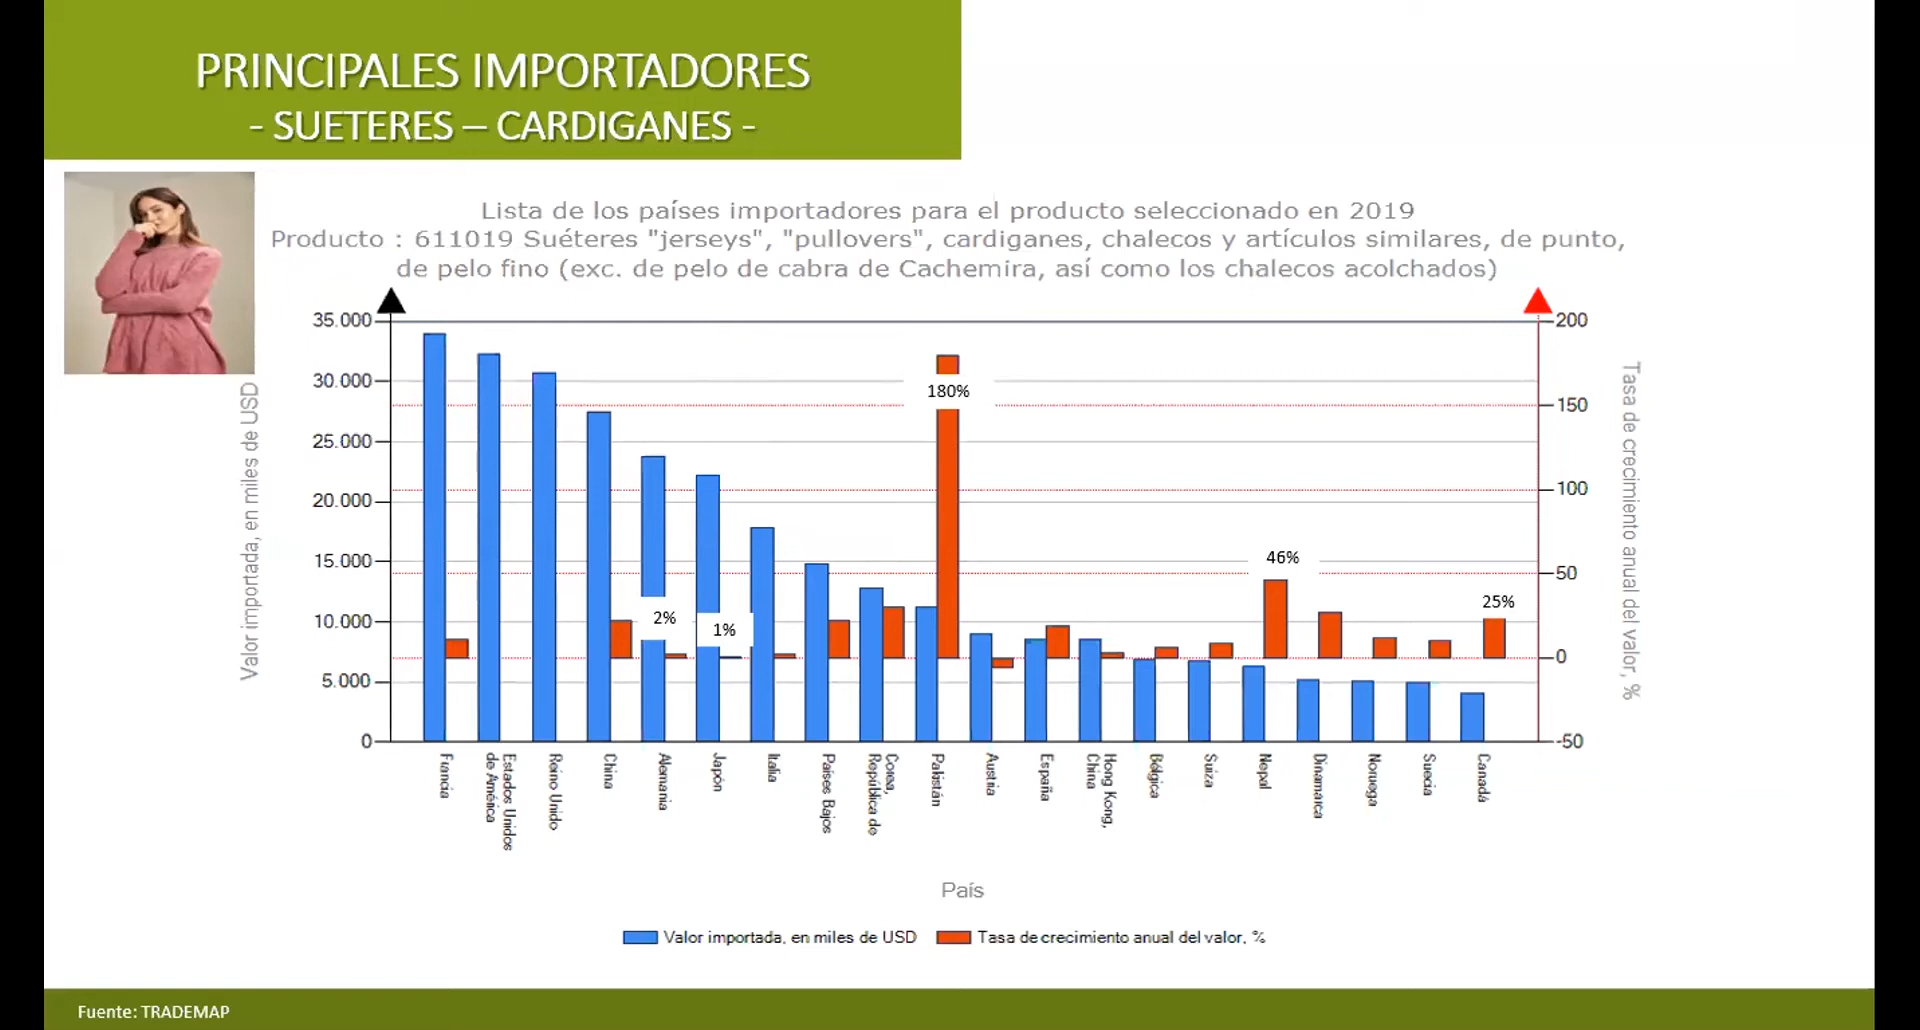 PRINCIPALES IMPORTADORES
- SUETERES – CARDIGANES -
Lista de los países importadores para el producto seleccionado en 2019
Producto : 611019 Suéteres "jerseys", "pullovers", cardiganes, chalecos y artículos similares, de punto,
de pelo fino (exc. de pelo de cabra de Cachemira, así como los chalecos acolchados)
Valor importada, en miles de USD
35.000
30.000
25.000
20.000
15.000
10.000
5.000
0
2%
1%
180%
46%
25%
200
150
100
50
0
-50
Tasa de crecimiento anual del valor, %
Francia
Estados Unidos
de América
Reino Unido
China
Alemania
Japón
Italia
Países Bajos
Corea,
República de
Pakistán
Austria
España
Hong Kong,
China
Bélgica
Suiza
Nepal
Dinamarca
Noruega
Suecia
Canadá
País
Valor importada, en miles de USD
Tasa de crecimiento anual del valor, %
Fuente: TRADEMAP